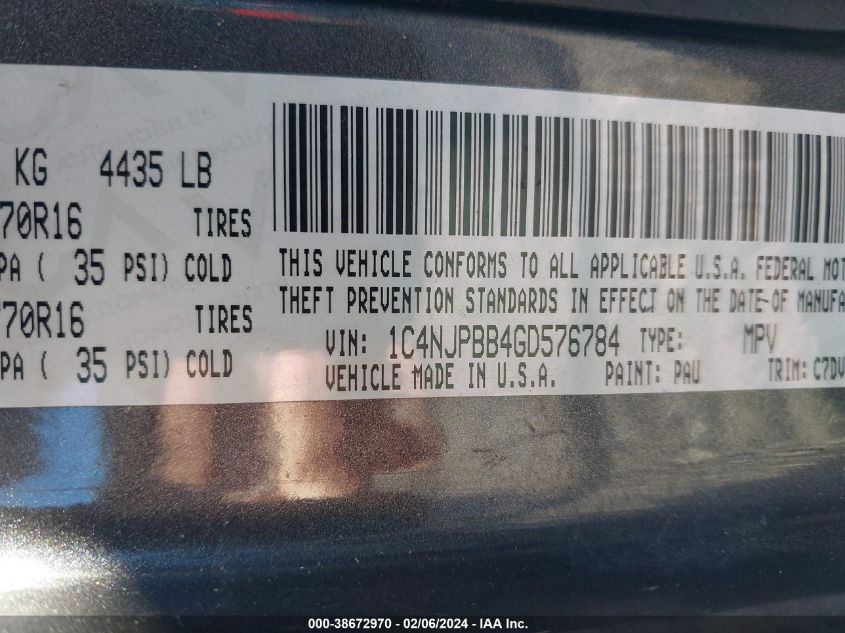 KG 4435 LB
70R16 TIRES
PA ( 35 PSI) COLD
70R16 TIRES
PA ( 35 PSI) COLD
THIS VEHICLE CONFORMS TO ALL APPLICABLE U.S.A. FEDERAL MOT
THEFT PREVENTION STANDARDS IN EFFECT ON THE DATE OF MANUFA
VIN: 1C4NJPBB4GD576784 TYPE: MPV
VEHICLE MADE IN U.S.A. PAINT: PAU TRIM: C7DV
000-38672970 - 02/06/2024 - IAA Inc.